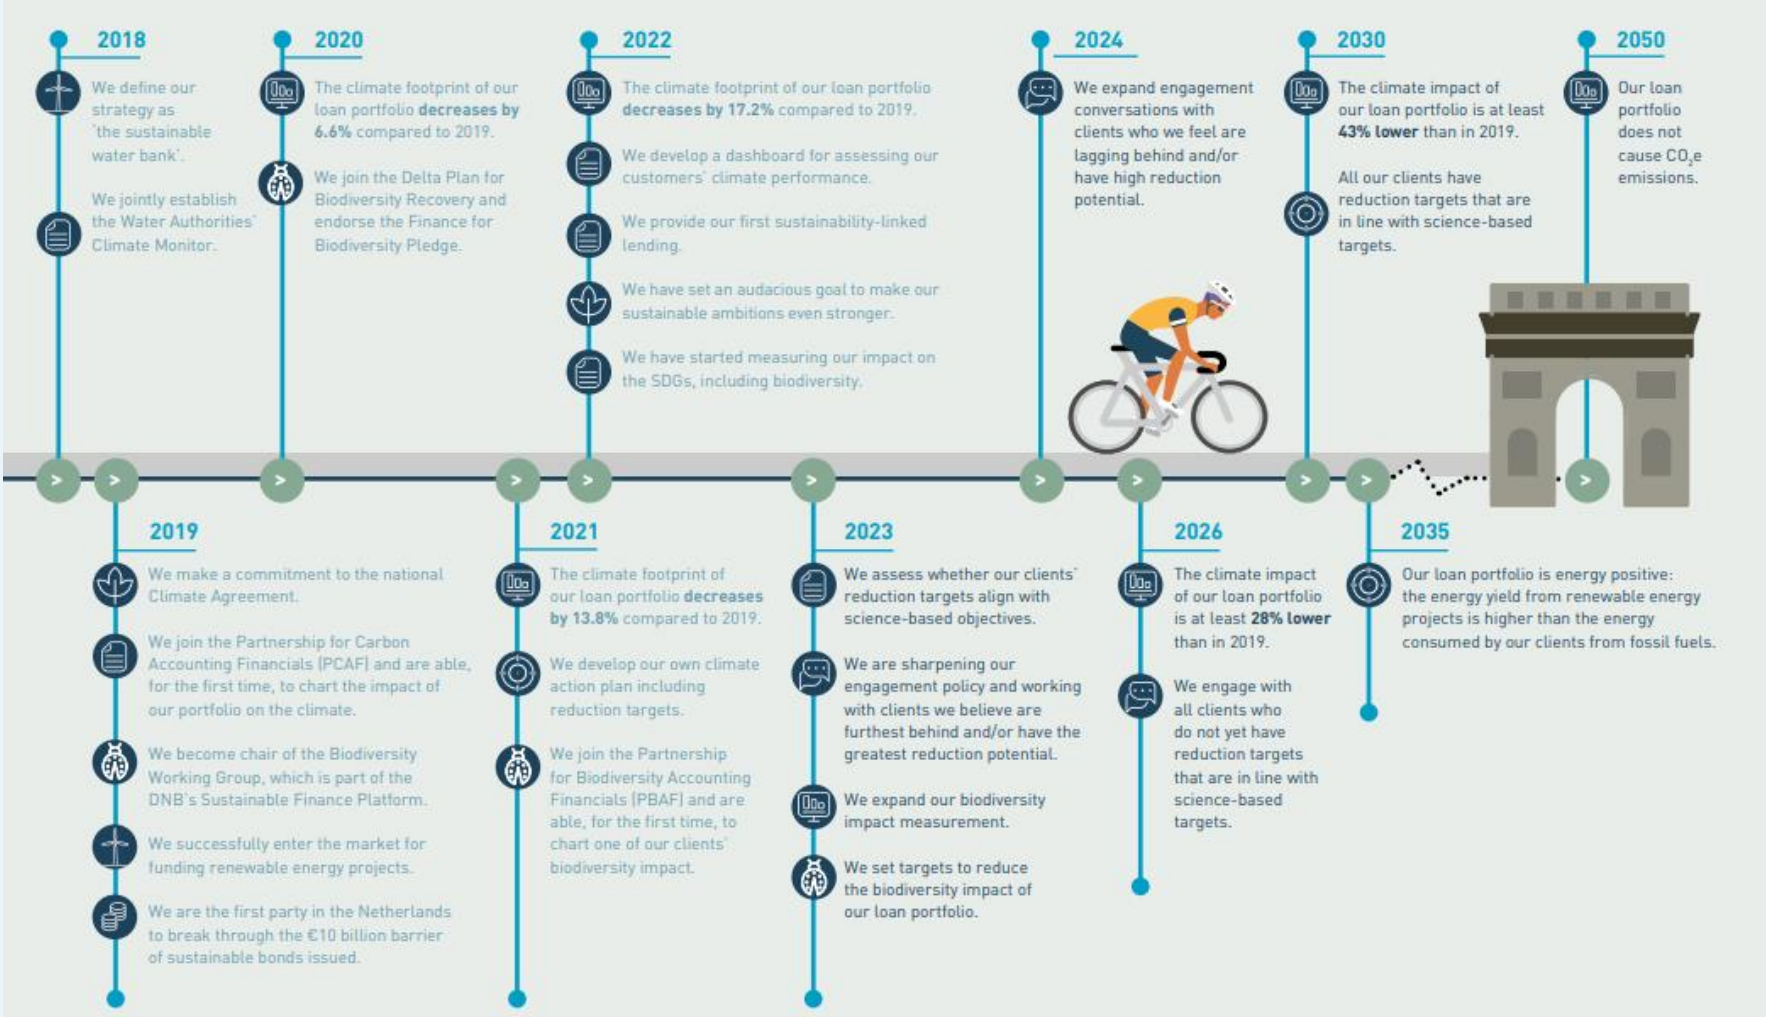 2018
We define our
strategy as
'the sustainable
water bank'.
We jointly establish
the Water Authorities'
Climate Monitor.
2020
The climate footprint of our
loan portfolio decreases by
6.6% compared to 2019.
We join the Delta Plan for
Biodiversity Recovery and
endorse the Finance for
Biodiversity Pledge.
2022
The climate footprint of our loan portfolio
decreases by 17.2% compared to 2019.
We develop a dashboard for assessing our
customers' climate performance.
We provide our first sustainability-linked
lending.
We have set an audacious goal to make our
sustainable ambitions even stronger.
We have started measuring our impact on
the SDGs, including biodiversity.
2024
We expand engagement
conversations with
clients who we feel are
lagging behind and/or
have high reduction
potential.
2030
The climate impact of
our loan portfolio is at least
43% lower than in 2019.
All our clients have
reduction targets that are
in line with science-based
targets.
2050
Our loan
portfolio
does not
cause CO₂e
emissions.
2019
We make a commitment to the national
Climate Agreement.
We join the Partnership for Carbon
Accounting Financials (PCAF) and are able,
for the first time, to chart the impact of
our portfolio on the climate.
We become chair of the Biodiversity
Working Group, which is part of the
DNB's Sustainable Finance Platform.
We successfully enter the market for
funding renewable energy projects.
We are the first party in the Netherlands
to break through the €10 billion barrier
of sustainable bonds issued.
2021
The climate footprint of
our loan portfolio decreases
by 13.8% compared to 2019.
We develop our own climate
action plan including
reduction targets.
We join the Partnership
for Biodiversity Accounting
Financials (PBAF) and are
able, for the first time, to
chart one of our clients'
biodiversity impact.
2023
We assess whether our clients'
reduction targets align with
science-based objectives.
We are sharpening our
engagement policy and working
with clients we believe are
furthest behind and/or have the
greatest reduction potential.
We expand our biodiversity
impact measurement.
We set targets to reduce
the biodiversity impact of
our loan portfolio.
2026
The climate impact
of our loan portfolio
is at least 28% lower
than in 2019.
We engage with
all clients who
do not yet have
reduction targets
that are in line with
science-based
targets.
2035
Our loan portfolio is energy positive:
the energy yield from renewable energy
projects is higher than the energy
consumed by our clients from fossil fuels.